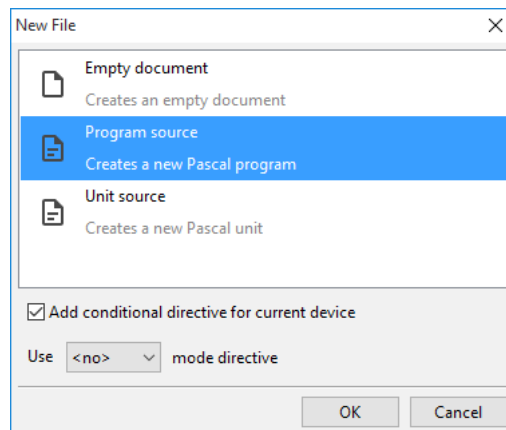 New File
Empty document
Creates an empty document
Program source
Creates a new Pascal program
Unit source
Creates a new Pascal unit
Add conditional directive for current device
Use <no> mode directive
OK Cancel